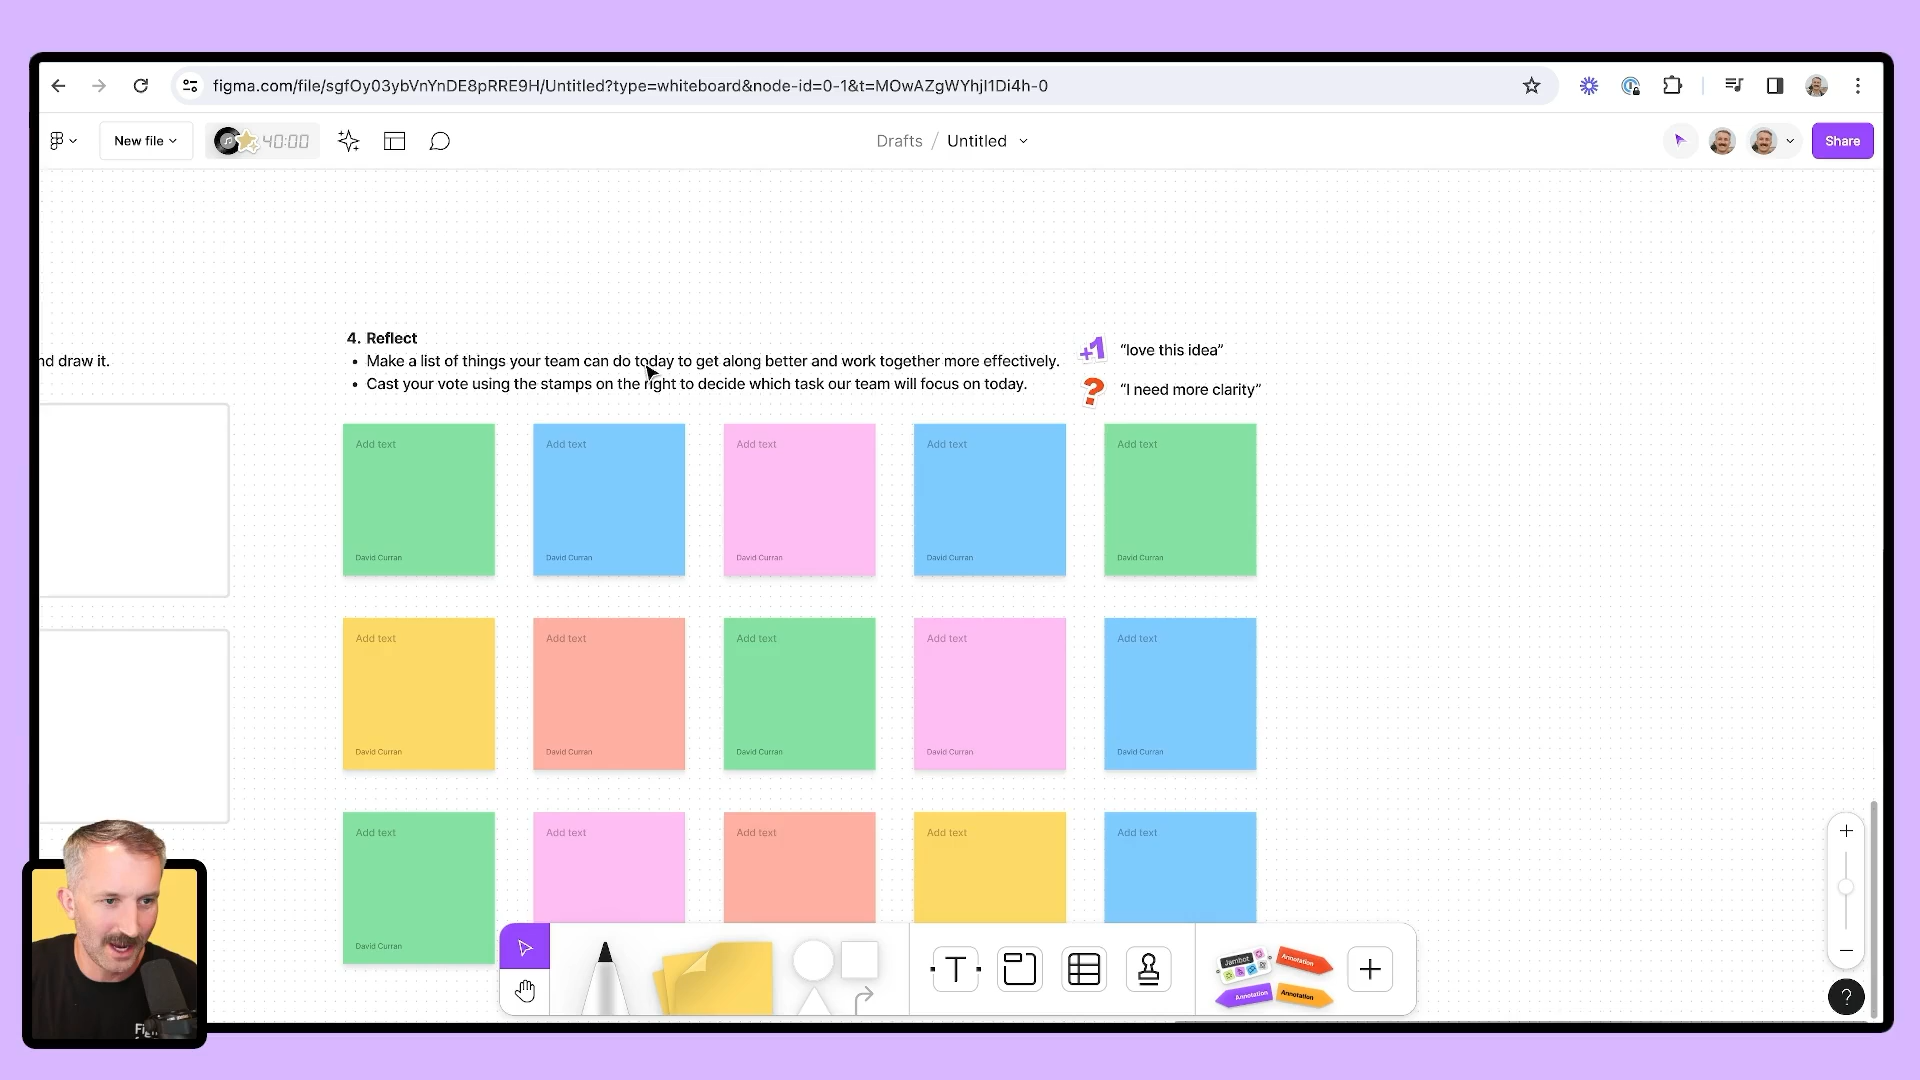 figma.com/file/sgfOy03ybVnYnDE8pRRE9H/Untitled?type=whiteboard&node-id=0-1&t=MOwAZgWYhjI1Di4h-0
New file
40:00
Drafts / Untitled
Share
nd draw it.
4. Reflect
• Make a list of things your team can do today to get along better and work together more effectively.
• Cast your vote using the stamps on the right to decide which task our team will focus on today.
+1
“love this idea”
?
“I need more clarity”
Add text
Add text
Add text
Add text
Add text
David Curran
David Curran
David Curran
David Curran
David Curran
Add text
Add text
Add text
Add text
Add text
David Curran
David Curran
David Curran
David Curran
David Curran
Add text
Add text
Add text
Add text
Add text
David Curran
T
Jambot
Annotation
Annotation
Annotation
?